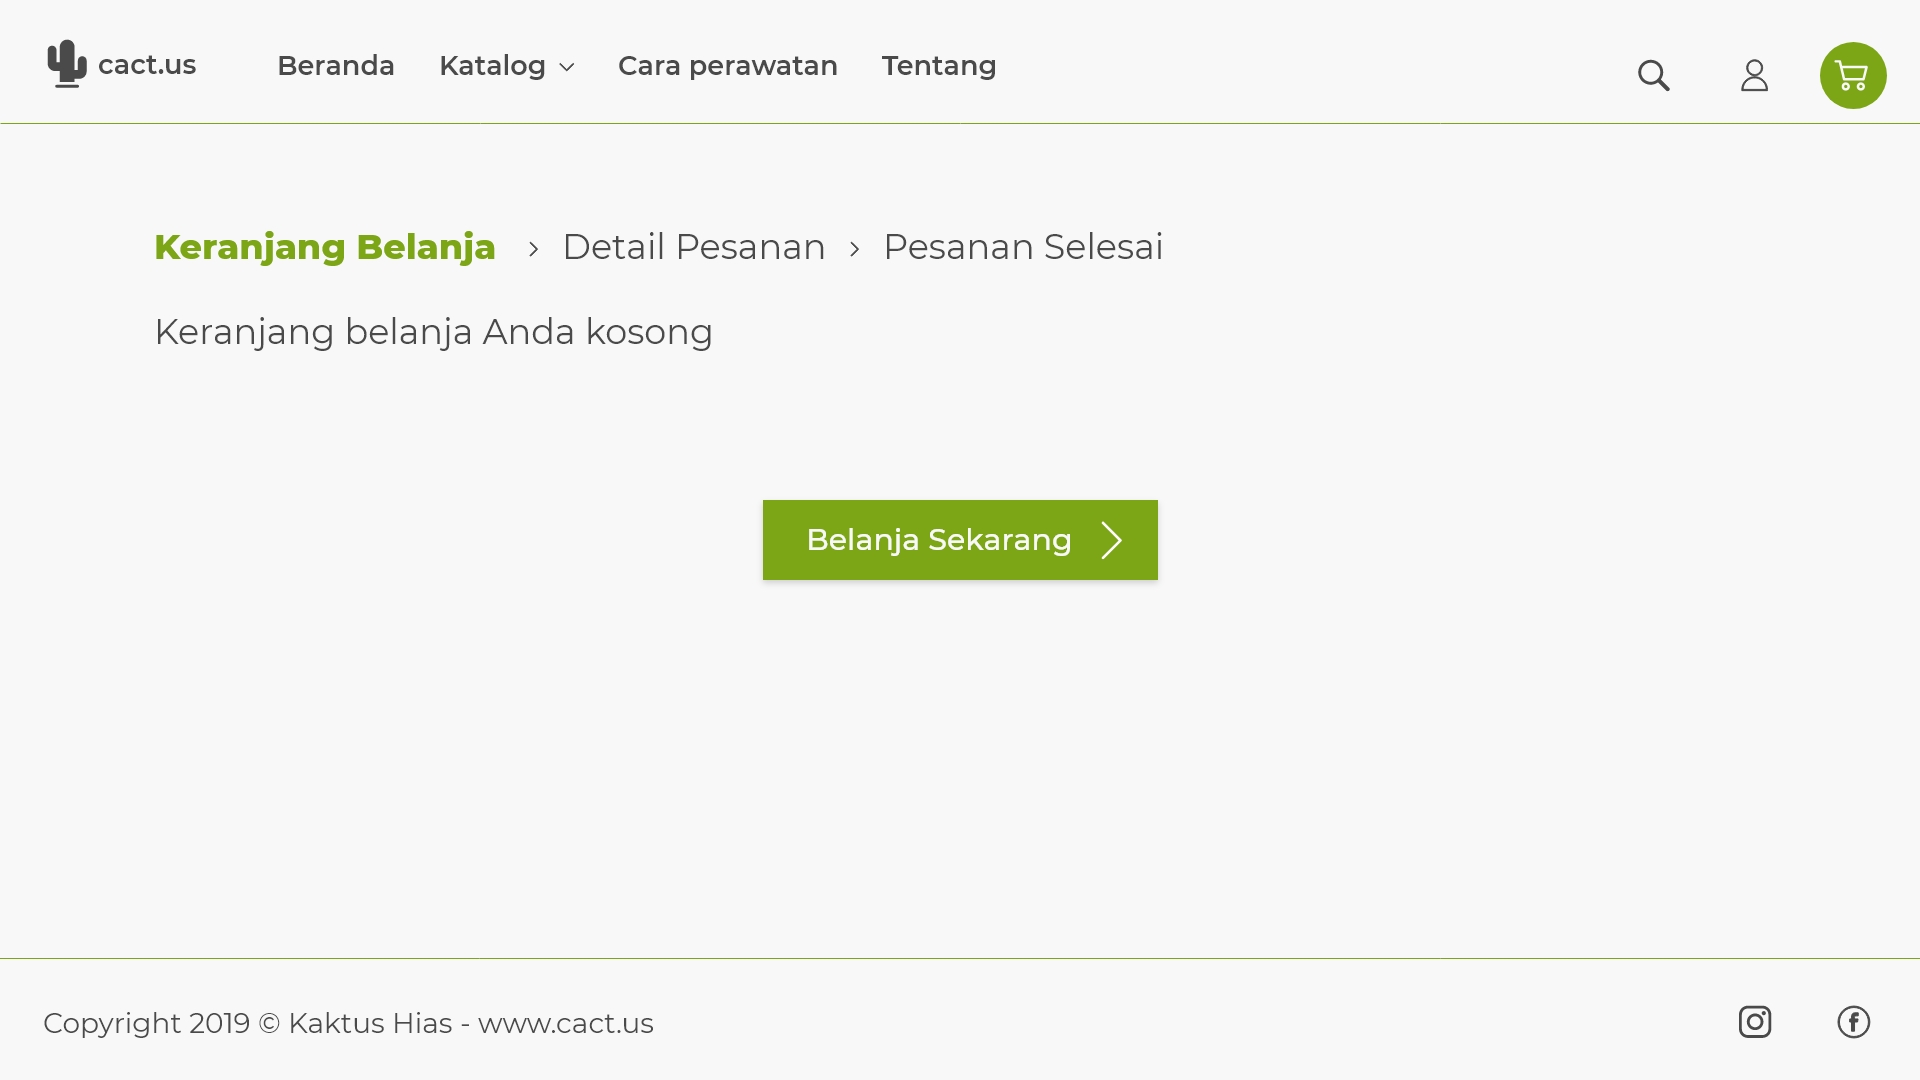 cact.us
Beranda Katalog Cara perawatan Tentang
Keranjang Belanja > Detail Pesanan > Pesanan Selesai
Keranjang belanja Anda kosong
Belanja Sekarang
Copyright 2019 © Kaktus Hias - www.cact.us